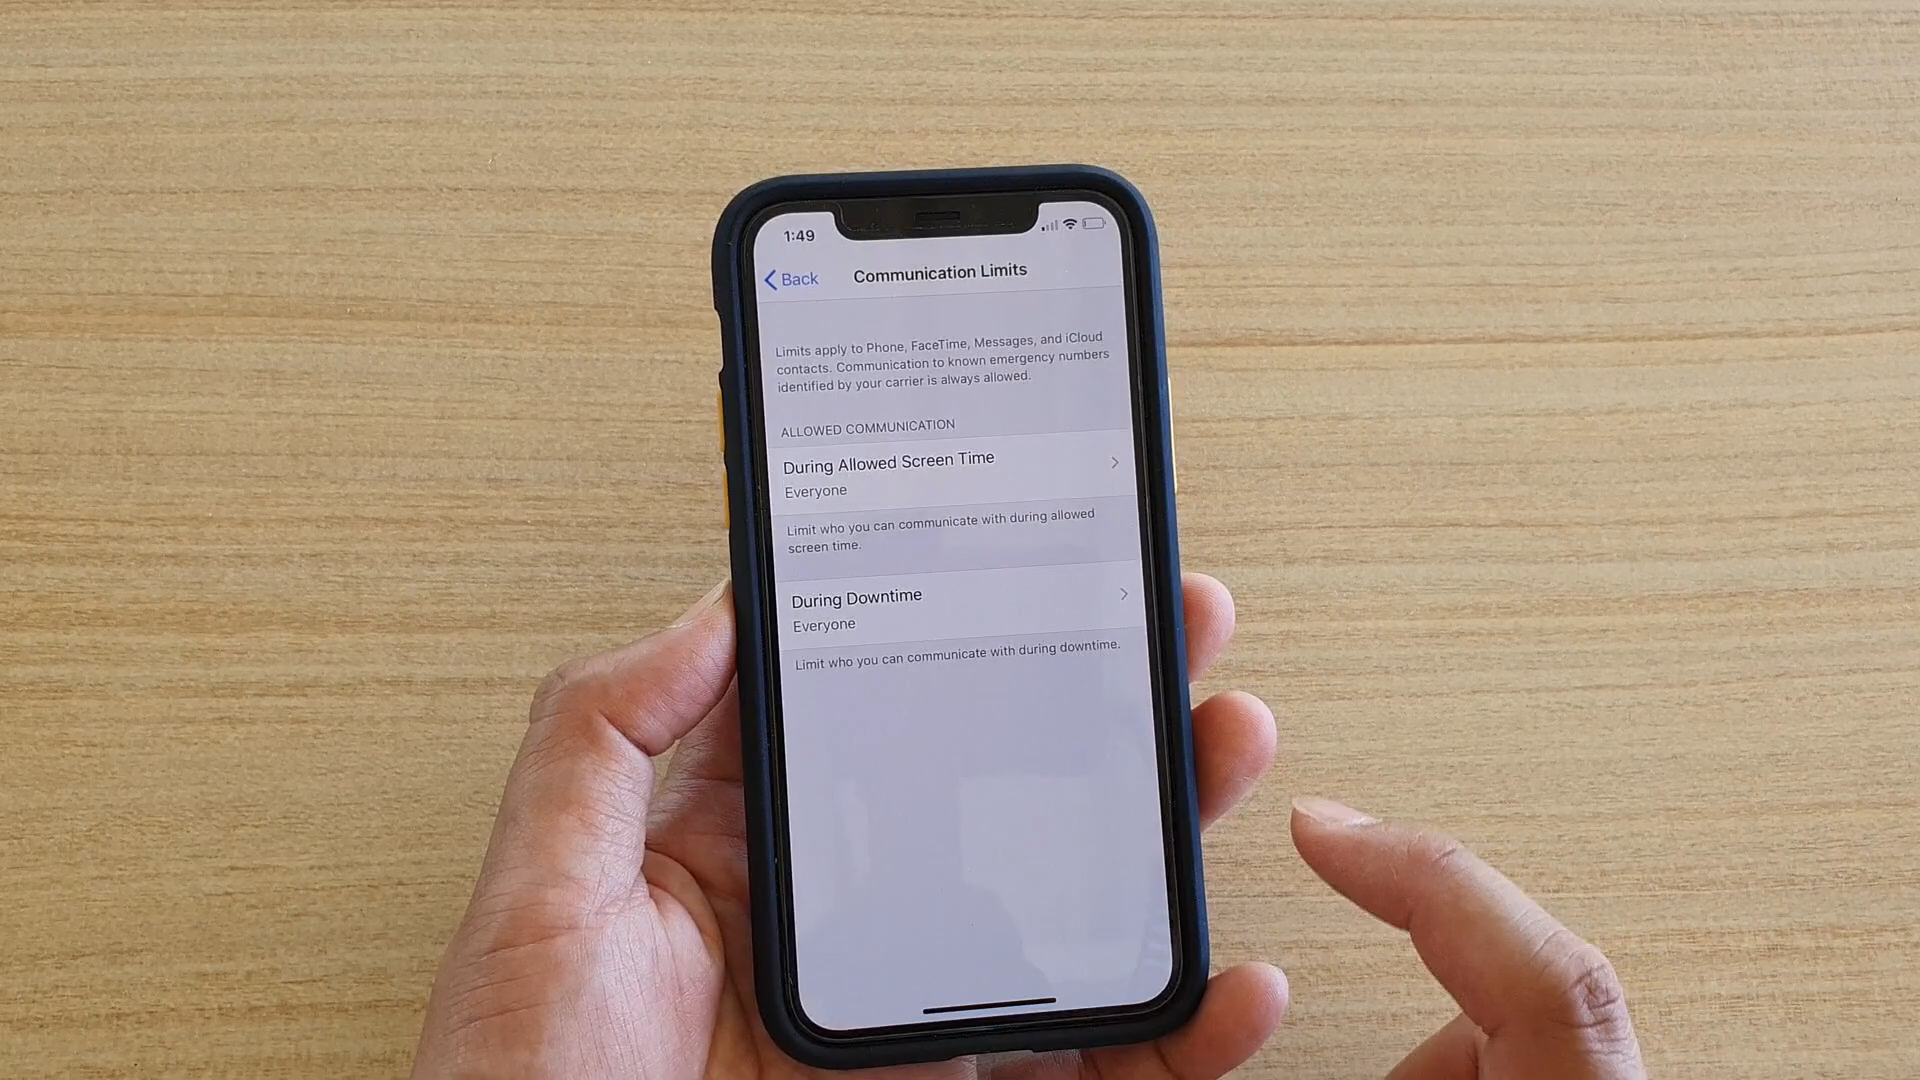 1:49
Back
Communication Limits
Limits apply to Phone, FaceTime, Messages, and iCloud
contacts. Communication to known emergency numbers
identified by your carrier is always allowed.
ALLOWED COMMUNICATION
During Allowed Screen Time
Everyone
Limit who you can communicate with during allowed
screen time.
During Downtime
Everyone
Limit who you can communicate with during downtime.